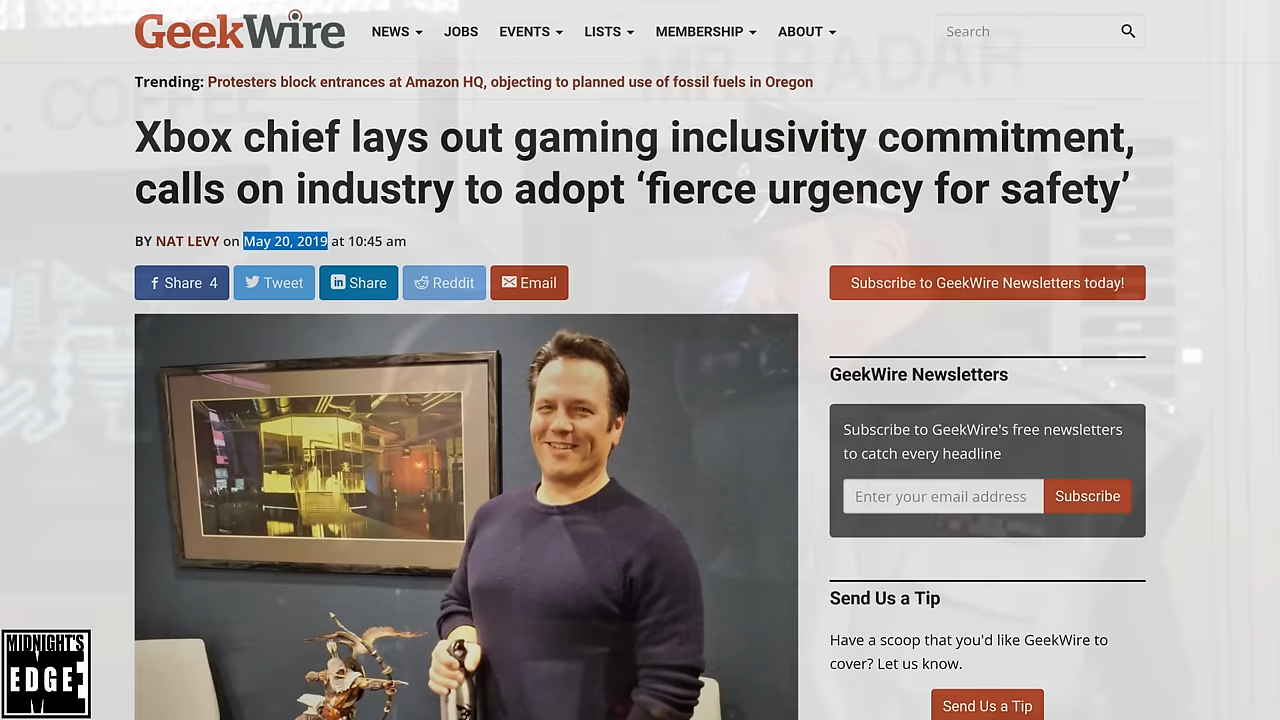 GeekWire
NEWS JOBS EVENTS LISTS MEMBERSHIP ABOUT
Search
Trending: Protesters block entrances at Amazon HQ, objecting to planned use of fossil fuels in Oregon
Xbox chief lays out gaming inclusivity commitment,
calls on industry to adopt ‘fierce urgency for safety’
BY NAT LEVY on May 20, 2019 at 10:45 am
Share 4 Tweet Share Reddit Email
Subscribe to GeekWire Newsletters today!
GeekWire Newsletters
Subscribe to GeekWire's free newsletters
to catch every headline
Enter your email address Subscribe
Send Us a Tip
Have a scoop that you'd like GeekWire to
cover? Let us know.
Send Us a Tip
MIDNIGHT'S
EDGE
ME
COFFEE
MR. RADAR